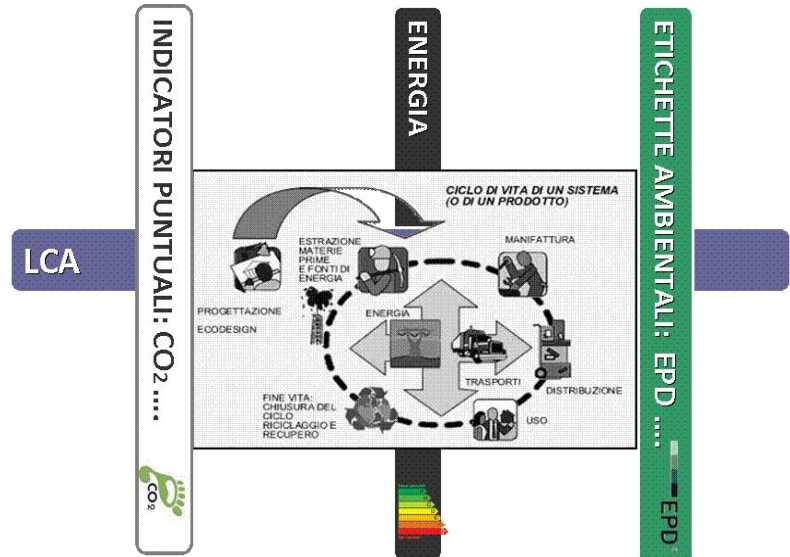 INDICATORI PUNTUALI: CO2 ....
ENERGIA
ETICHETTE AMBIENTALI: EPD ....
LCA
CICLO DI VITA DI UN SISTEMA
(O DI UN PRODOTTO)
ESTRAZIONE
MATERIE
PRIME
E FONTI DI
ENERGIA
MANIFATTURA
PROGETTAZIONE
ECODESIGN
ENERGIA
TRASPORTI
DISTRIBUZIONE
FINE VITA:
CHIUSURA DEL
CICLO
RICICLAGGIO E
RECUPERO
USO
CO2
EPD